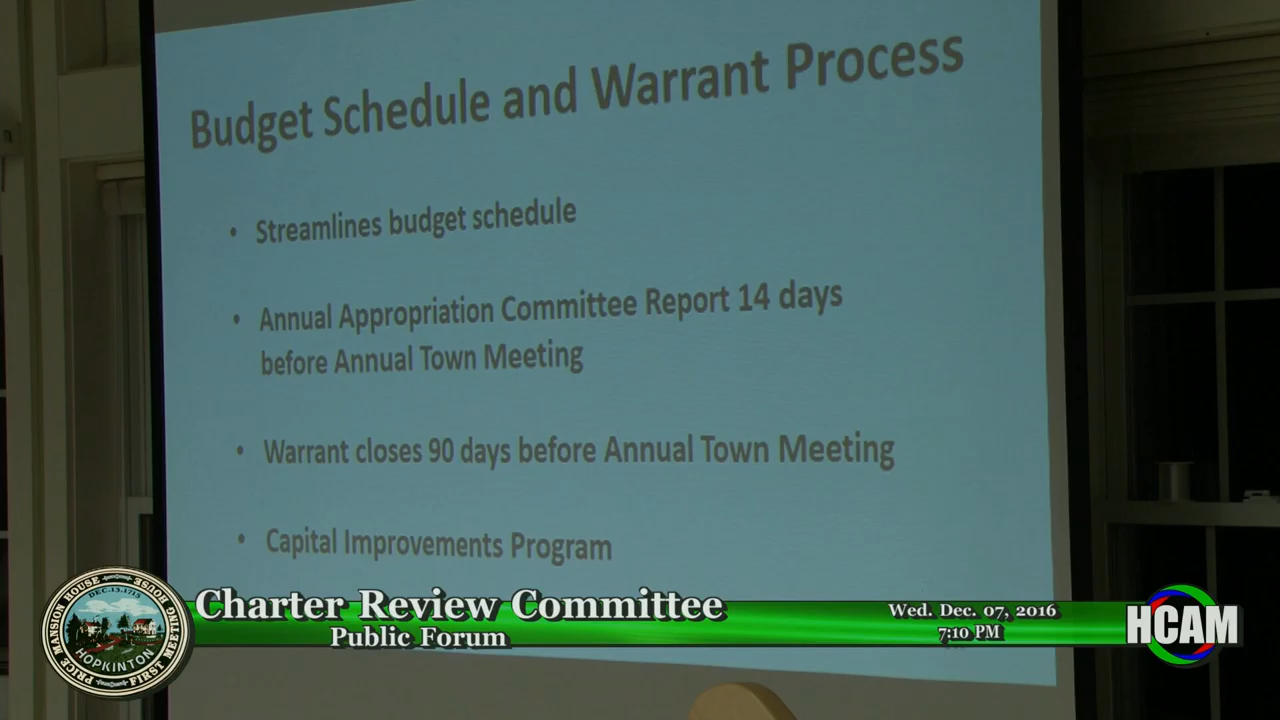 Budget Schedule and Warrant Process
• Streamlines budget schedule
• Annual Appropriation Committee Report 14 days
before Annual Town Meeting
• Warrant closes 90 days before Annual Town Meeting
• Capital Improvements Program
Charter Review Committee
Public Forum
Wed. Dec. 07, 2016
7:10 PM
HCAM
PRICE MANSION HOUSE
DEC.13.1715
FIRST MEETING HOUSE
HOPKINTON